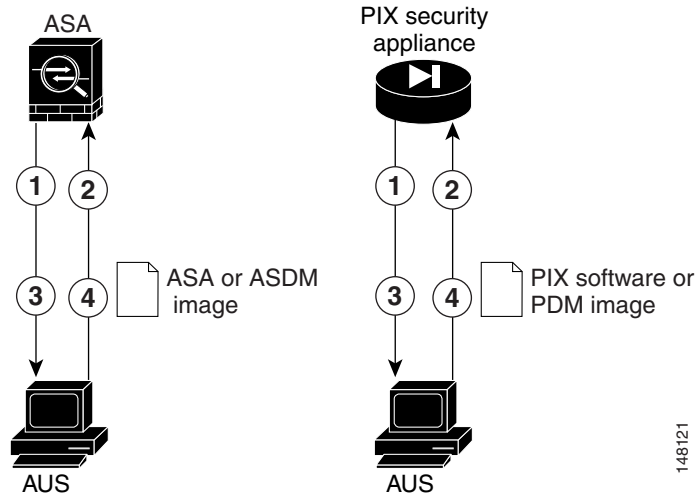 ASA
1
2
3
4
ASA or ASDM
image
AUS
PIX security
appliance
1
2
3
4
PIX software or
PDM image
AUS
148121